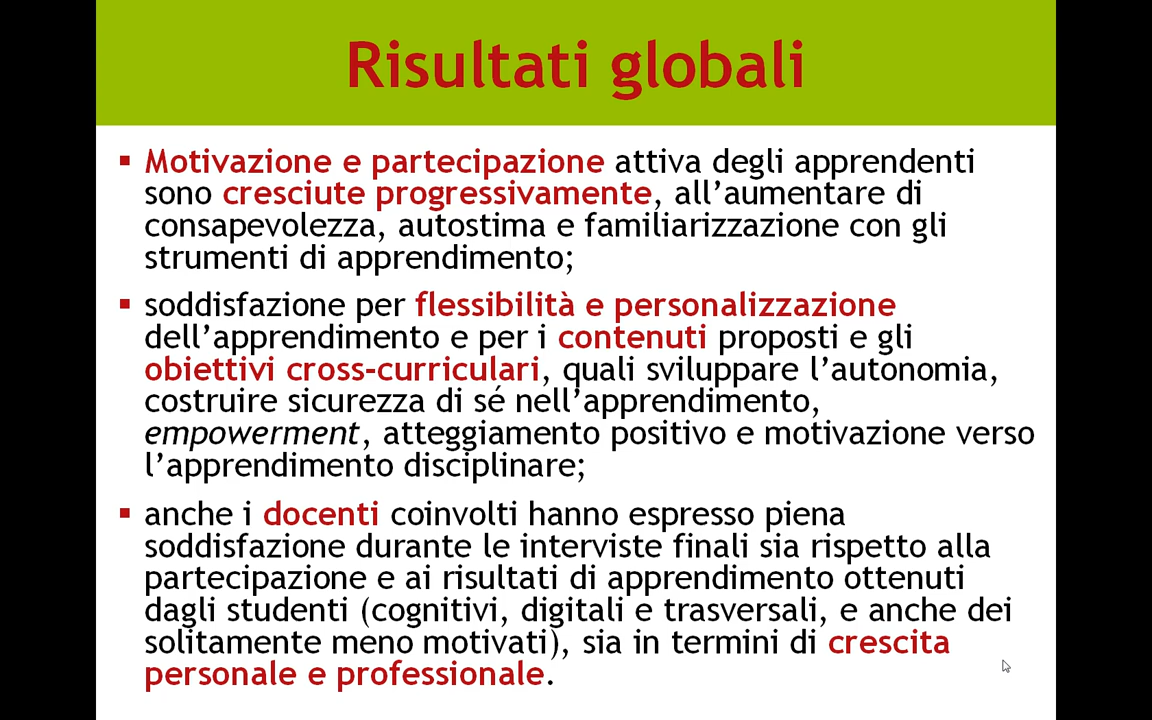 Risultati globali
▪ Motivazione e partecipazione attiva degli apprendenti
sono cresciute progressivamente, all’aumentare di
consapevolezza, autostima e familiarizzazione con gli
strumenti di apprendimento;
▪ soddisfazione per flessibilità e personalizzazione
dell’apprendimento e per i contenuti proposti e gli
obiettivi cross-curriculari, quali sviluppare l’autonomia,
costruire sicurezza di sé nell’apprendimento,
empowerment, atteggiamento positivo e motivazione verso
l’apprendimento disciplinare;
▪ anche i docenti coinvolti hanno espresso piena
soddisfazione durante le interviste finali sia rispetto alla
partecipazione e ai risultati di apprendimento ottenuti
dagli studenti (cognitivi, digitali e trasversali, e anche dei
solitamente meno motivati), sia in termini di crescita
personale e professionale.